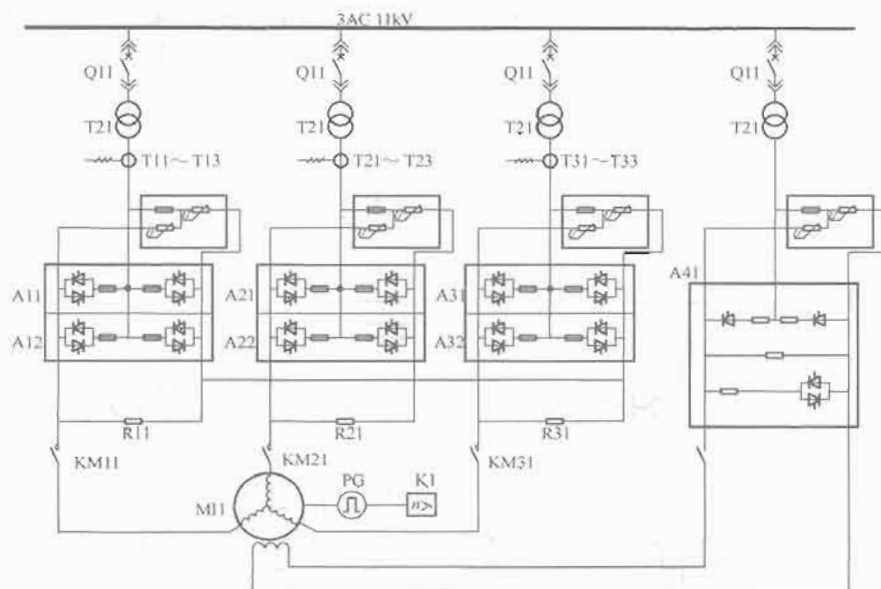 3AC 11kV
Q11 Q11 Q11 Q11
T21 T21 T21 T21
T11～T13 T21～T23 T31～T33
A11 A21 A31 A41
A12 A22 A32
R11 R21 R31
KM11 KM21 KM31
PG K1
M11
n>